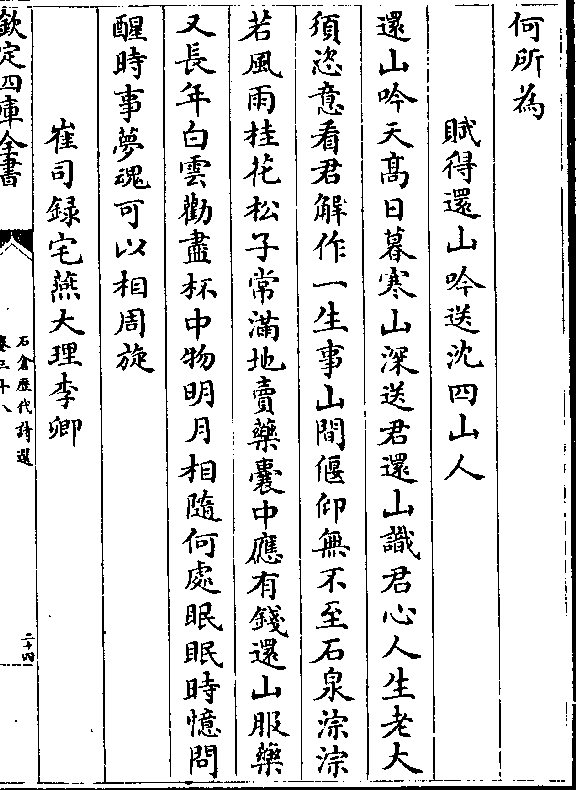 何所為
賦得還山吟送沈四山人
還山吟天髙日暮寒山深送君還山識君心人生老大
須恣意看君解作一生事山間偃仰無不至石泉淙淙
若風雨桂花松子常滿地賣藥囊中應有錢還山服藥
又長年白雲勸盡杯中物明月相隨何處眠眠時憶問
醒時事夢魂可以相周旋
崔司録宅燕大理李卿
欽定四庫全書
石倉歴代詩選
卷三十八
二十四